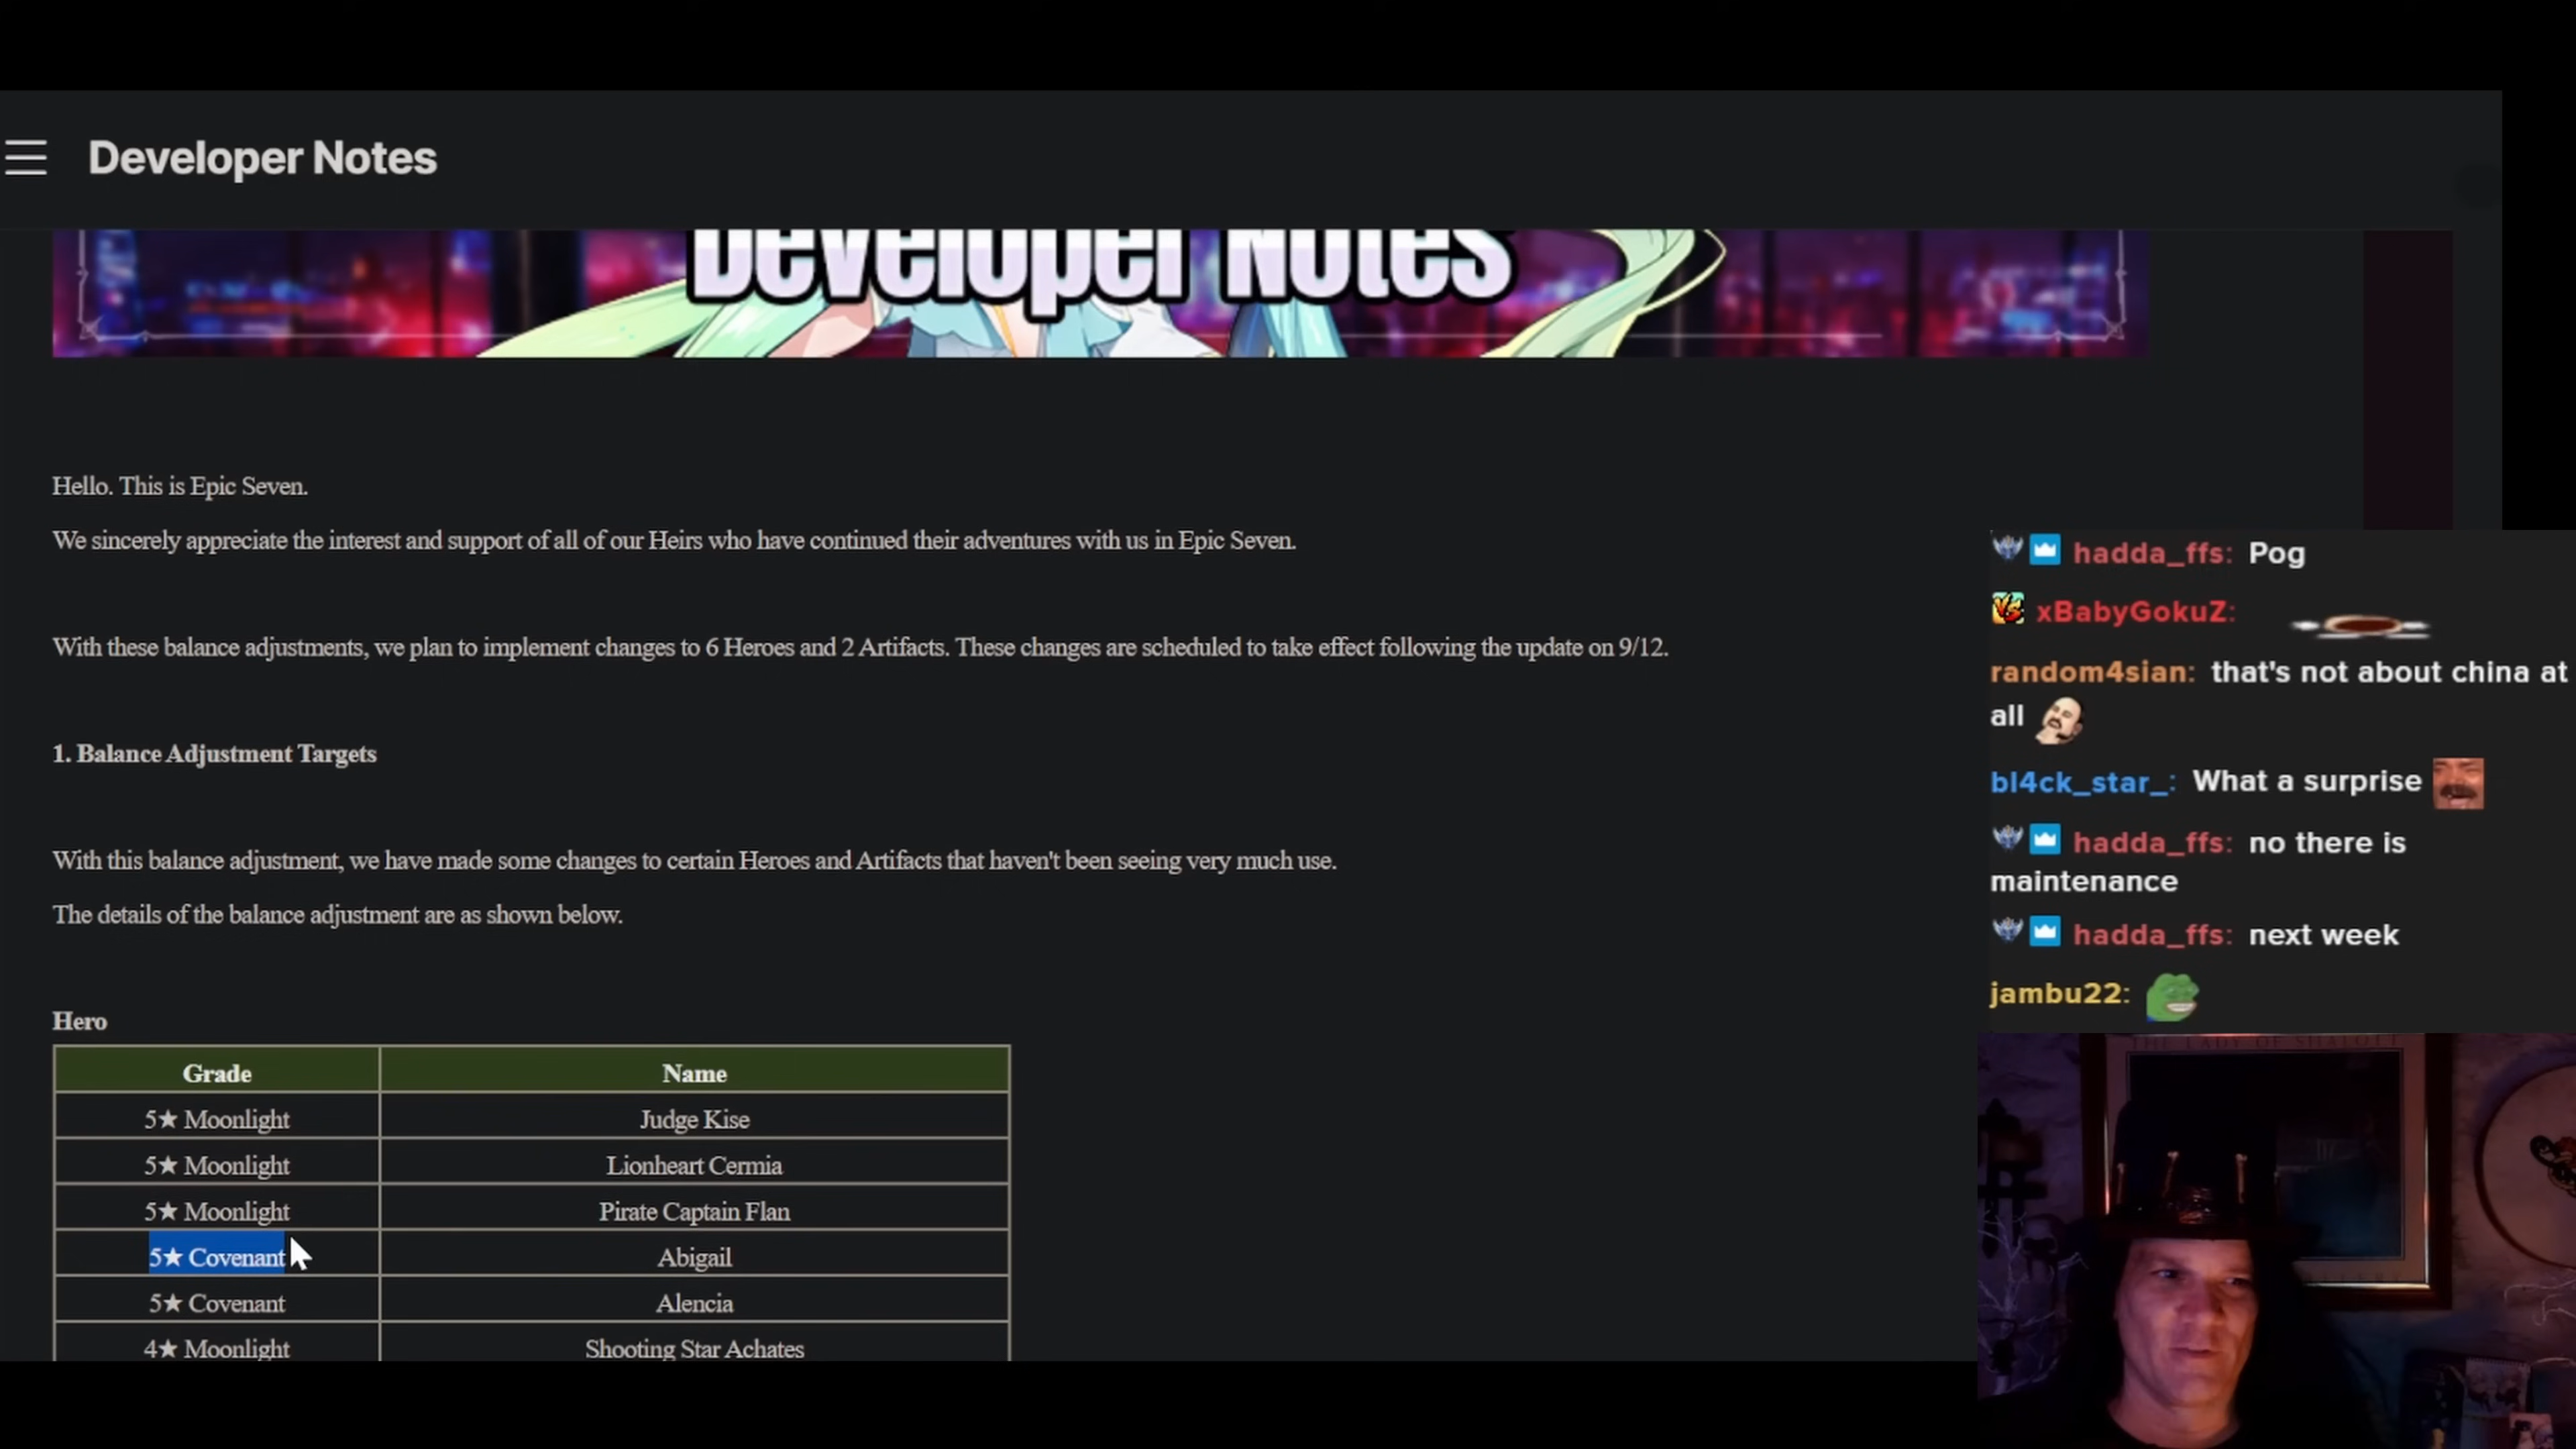 Developer Notes
Developer Notes
Hello. This is Epic Seven.
We sincerely appreciate the interest and support of all of our Heirs who have continued their adventures with us in Epic Seven.
With these balance adjustments, we plan to implement changes to 6 Heroes and 2 Artifacts. These changes are scheduled to take effect following the update on 9/12.
1. Balance Adjustment Targets
With this balance adjustment, we have made some changes to certain Heroes and Artifacts that haven't been seeing very much use.
The details of the balance adjustment are as shown below.
Hero
Grade Name
5★ Moonlight Judge Kise
5★ Moonlight Lionheart Cermia
5★ Moonlight Pirate Captain Flan
5★ Covenant Abigail
5★ Covenant Alencia
4★ Moonlight Shooting Star Achates
hadda_ffs: Pog
VS xBabyGokuZ:
random4sian: that's not about china at
all
bl4ck_star_: What a surprise
hadda_ffs: no there is
maintenance
hadda_ffs: next week
jambu22:
THE LADY OF SHALOTT